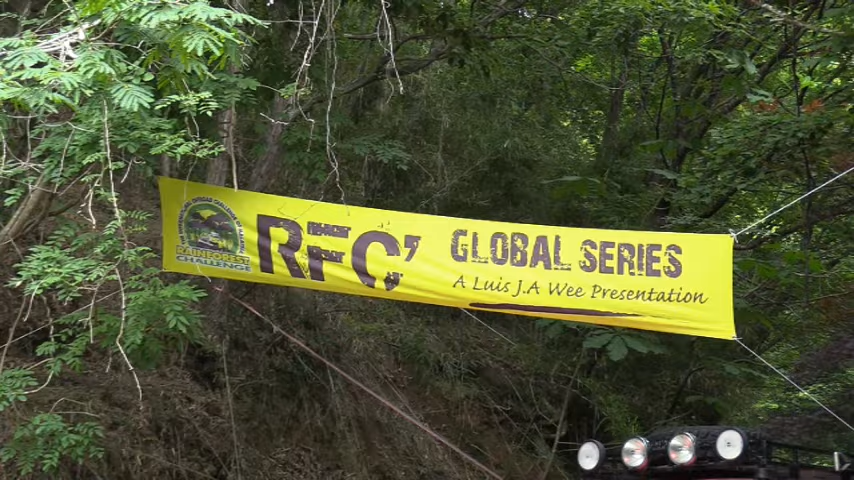 RAINFOREST
CHALLENGE
RFC' GLOBAL SERIES
A LUIS J.A WEE PRESENTATION